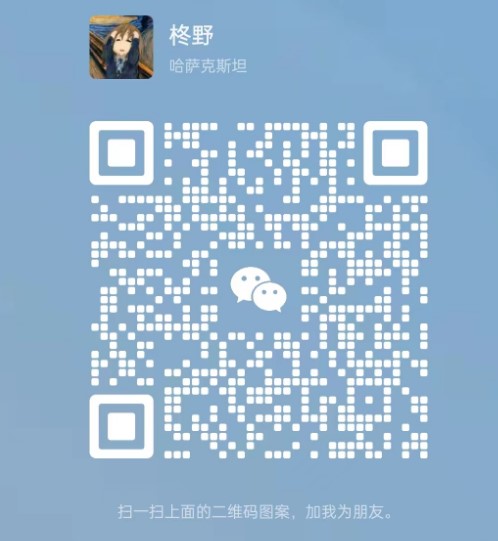 柊野
哈萨克斯坦
扫一扫上面的二维码图案，加我为朋友。